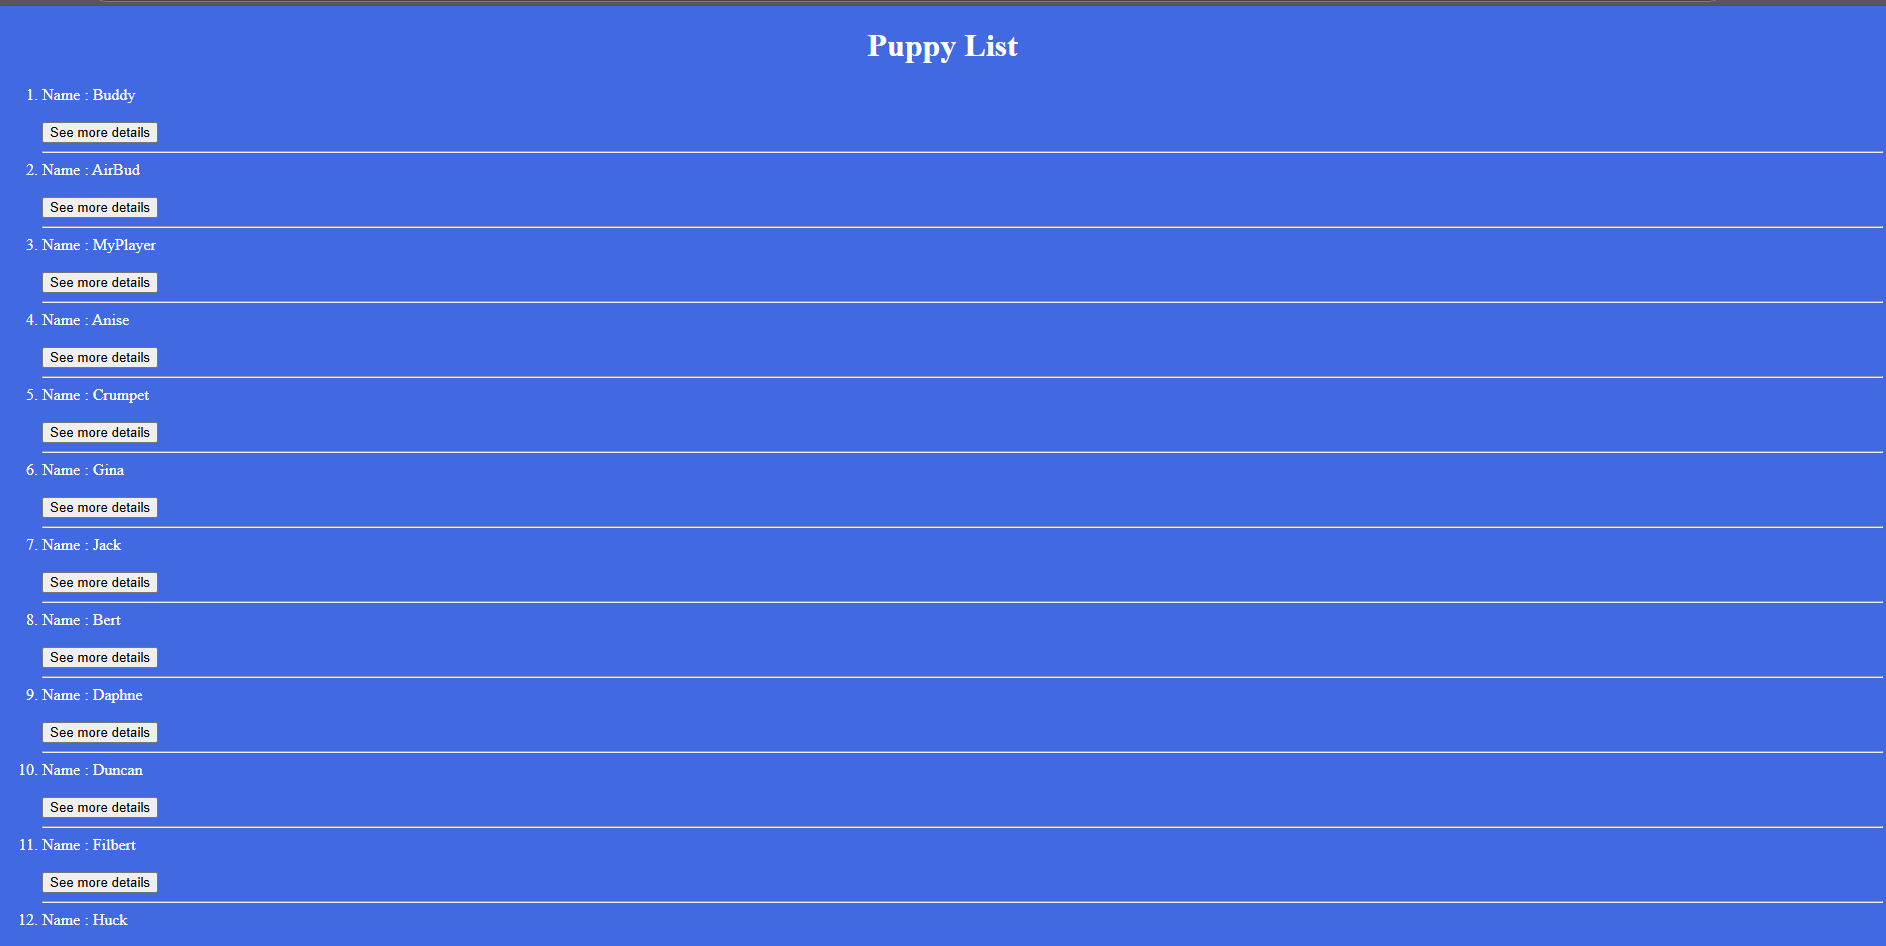 Puppy List
1. Name : Buddy
See more details
2. Name : AirBud
See more details
3. Name : MyPlayer
See more details
4. Name : Anise
See more details
5. Name : Crumpet
See more details
6. Name : Gina
See more details
7. Name : Jack
See more details
8. Name : Bert
See more details
9. Name : Daphne
See more details
10. Name : Duncan
See more details
11. Name : Filbert
See more details
12. Name : Huck